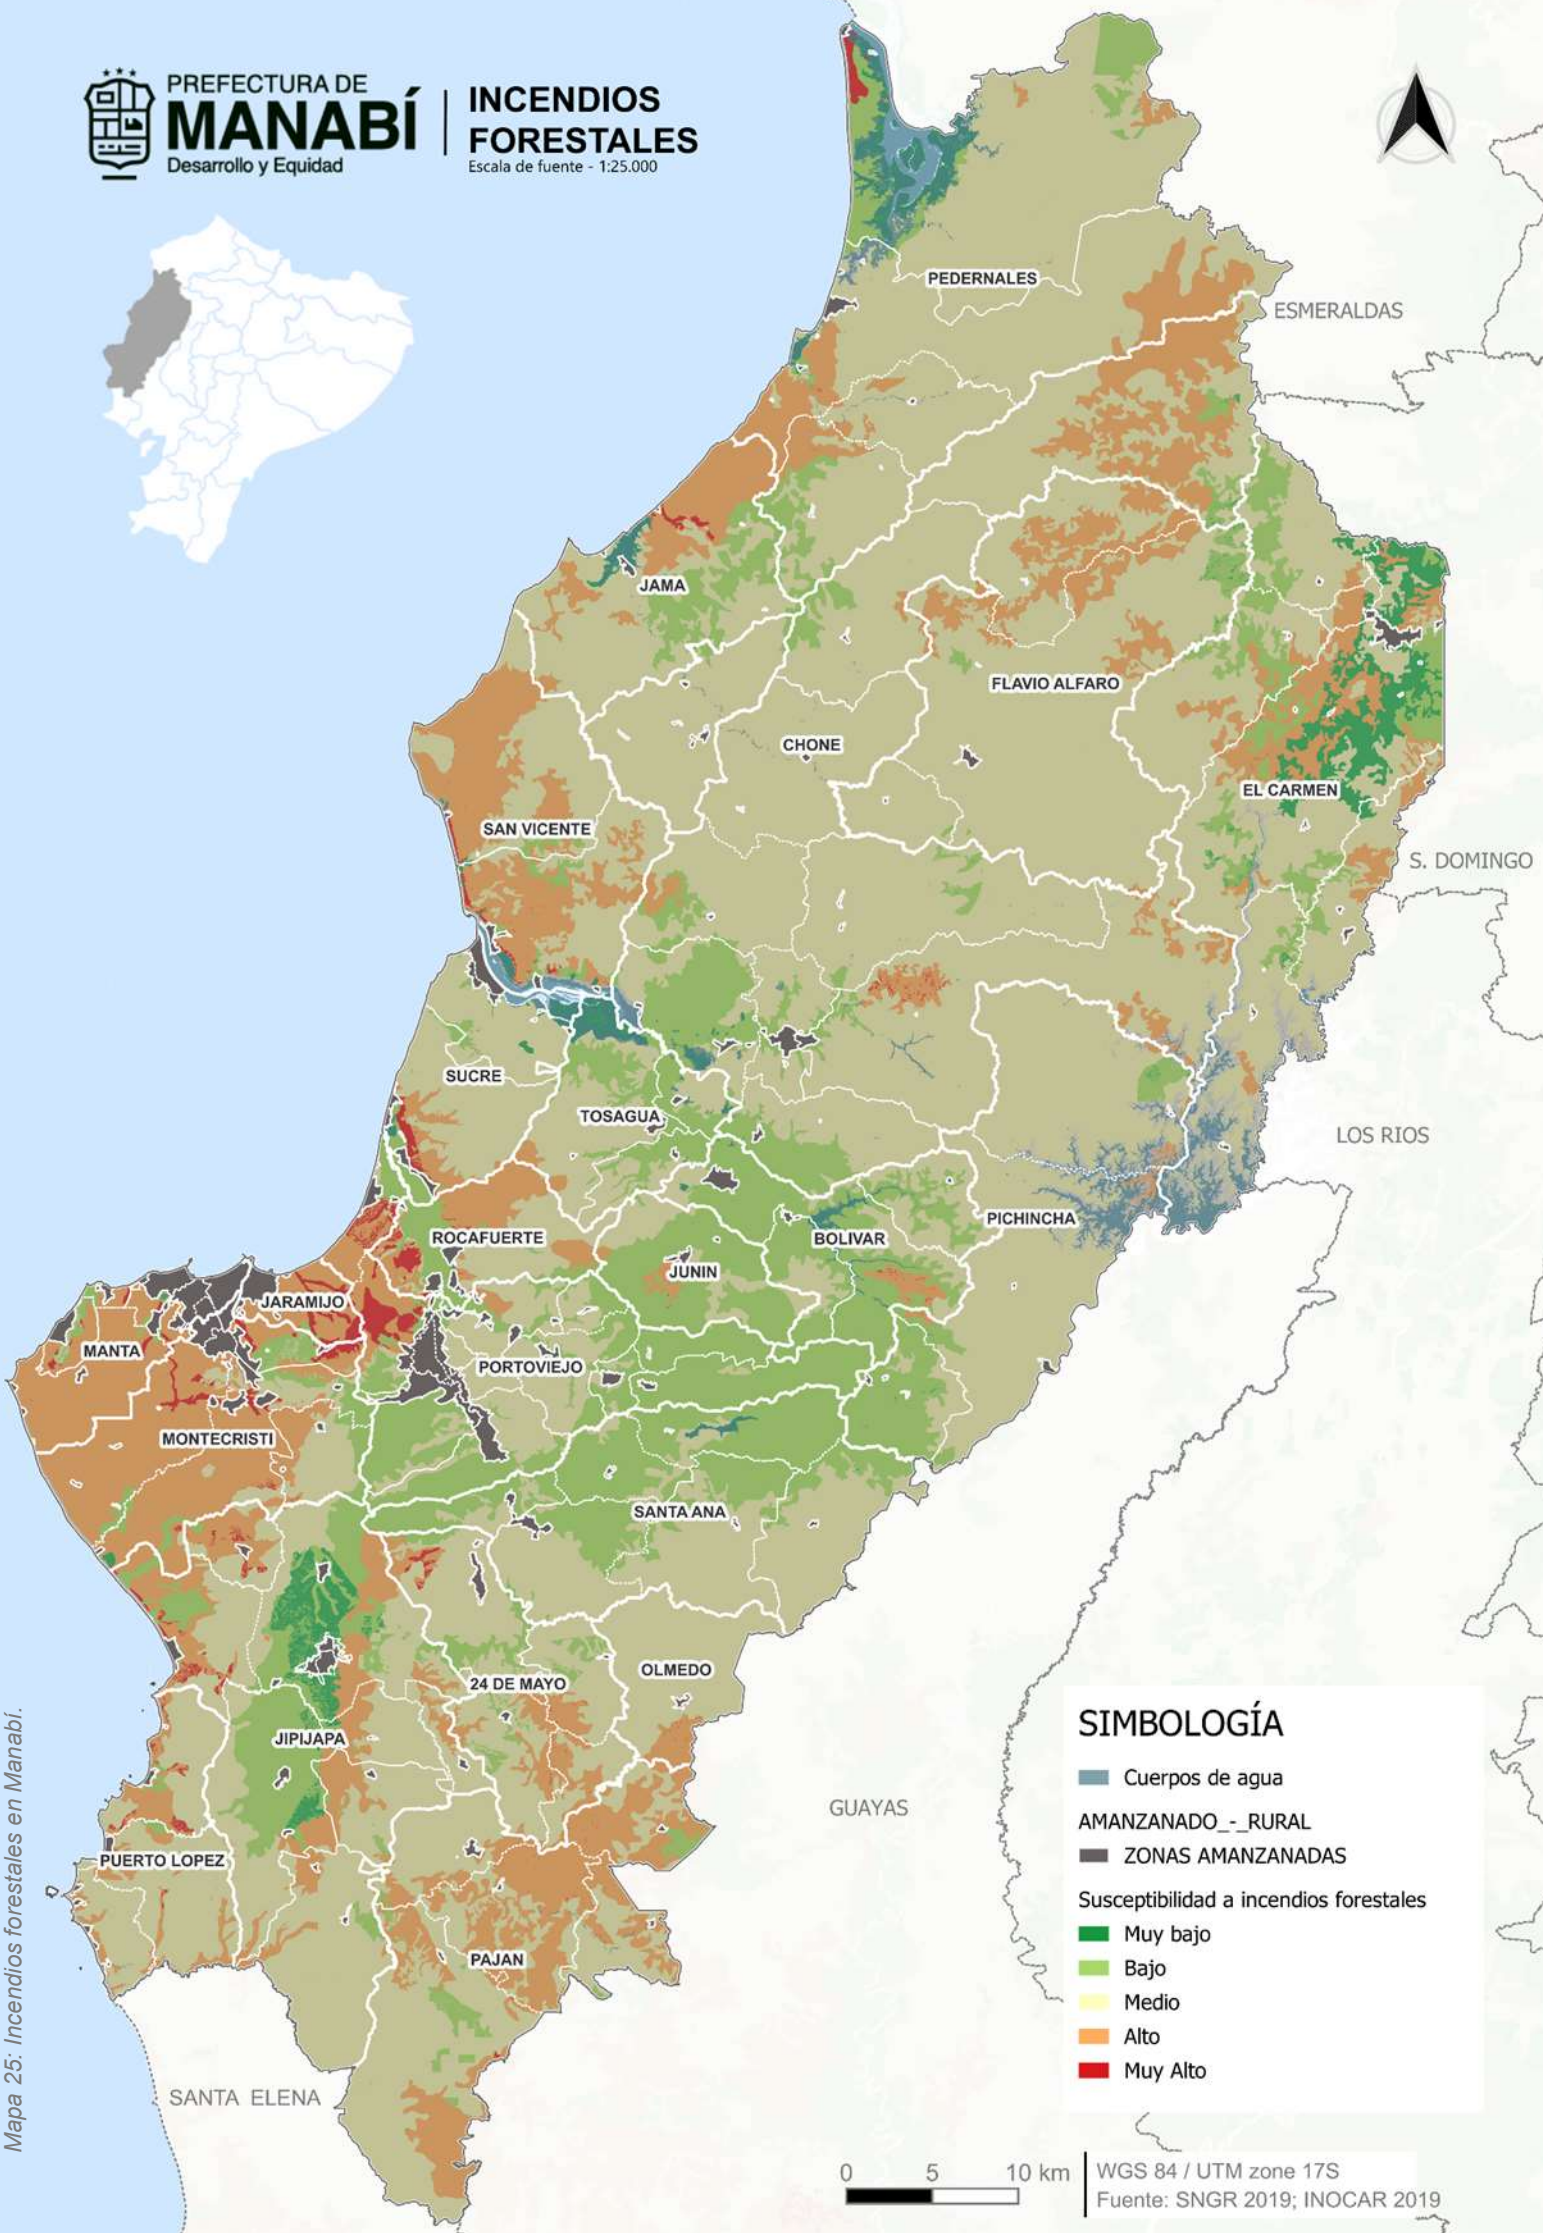 PREFECTURA DE
MANABÍ
Desarrollo y Equidad
INCENDIOS
FORESTALES
Escala de fuente - 1:25.000
PEDERNALES
ESMERALDAS
JAMA
FLAVIO ALFARO
CHONE
EL CARMEN
SAN VICENTE
S. DOMINGO
SUCRE
TOSAGUA
LOS RIOS
PICHINCHA
ROCAFUERTE
BOLIVAR
JUNIN
JARAMIJO
MANTA
PORTOVIEJO
MONTECRISTI
SANTA ANA
OLMEDO
24 DE MAYO
JIPIJAPA
GUAYAS
PUERTO LOPEZ
PAJAN
SANTA ELENA
SIMBOLOGÍA
Cuerpos de agua
AMANZANADO_-_RURAL
ZONAS AMANZANADAS
Susceptibilidad a incendios forestales
Muy bajo
Bajo
Medio
Alto
Muy Alto
0 5 10 km
WGS 84 / UTM zone 17S
Fuente: SNGR 2019; INOCAR 2019
Mapa 25: Incendios forestales en Manabí.